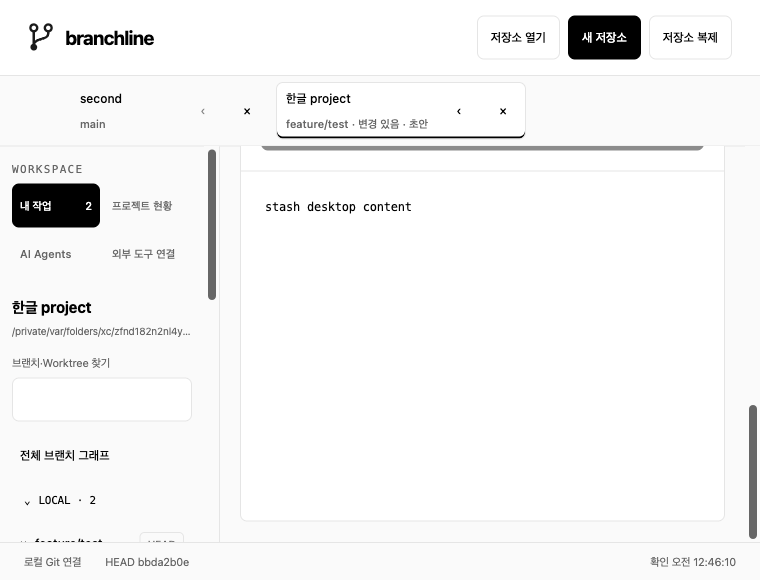 branchline
저장소 열기
새 저장소
저장소 복제
second
main
한글 project
feature/test · 변경 있음 · 초안
WORKSPACE
내 작업 2
프로젝트 현황
AI Agents
외부 도구 연결
한글 project
/private/var/folders/xc/zfnd182n2nl4y...
브랜치·Worktree 찾기
전체 브랜치 그래프
LOCAL · 2
feature/test
HEAD
stash desktop content
로컬 Git 연결
HEAD bbda2b0e
확인 오전 12:46:10